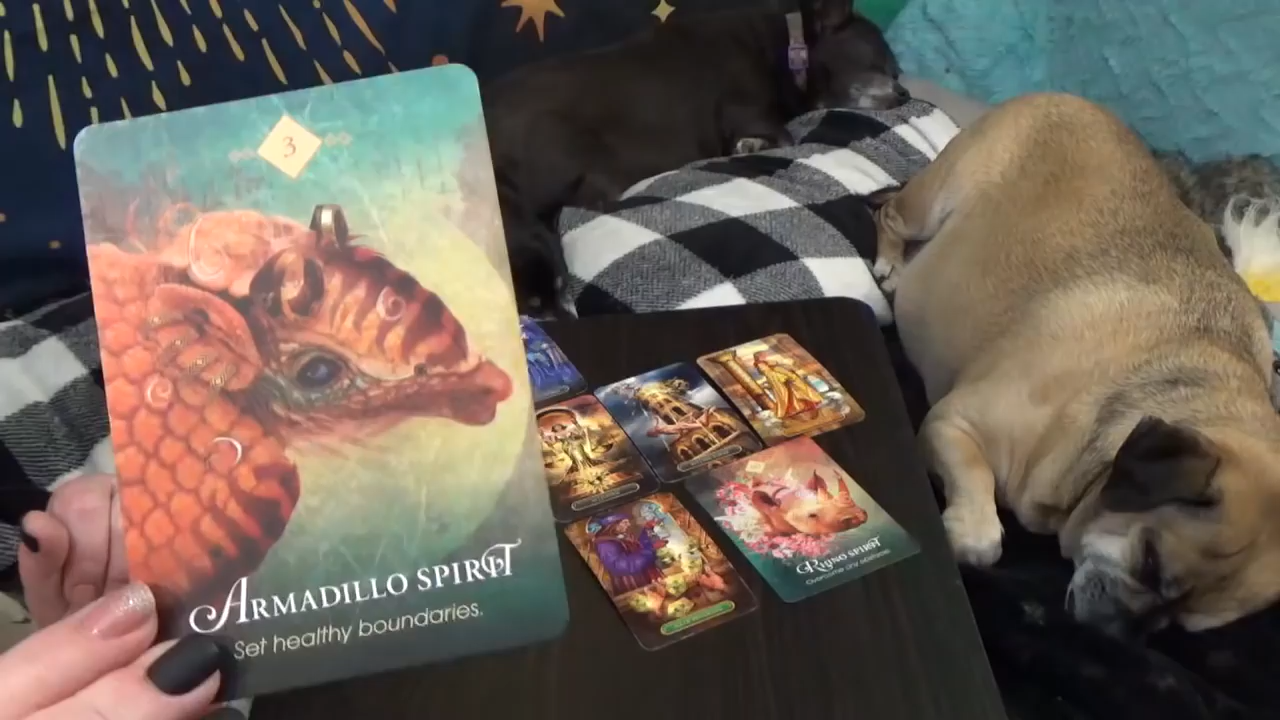 3
ARMADILLO SPIRIT
Set healthy boundaries.
RHINO SPIRIT
Overcome any obstacle.